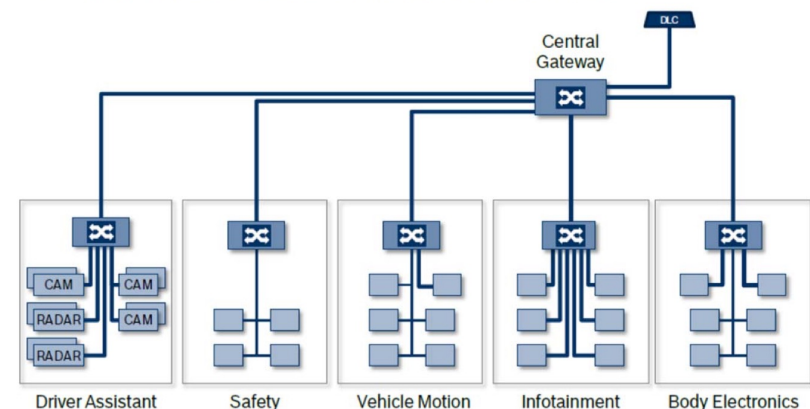 DLC
Central
Gateway
CAM
CAM
RADAR
CAM
RADAR
Driver Assistant
Safety
Vehicle Motion
Infotainment
Body Electronics